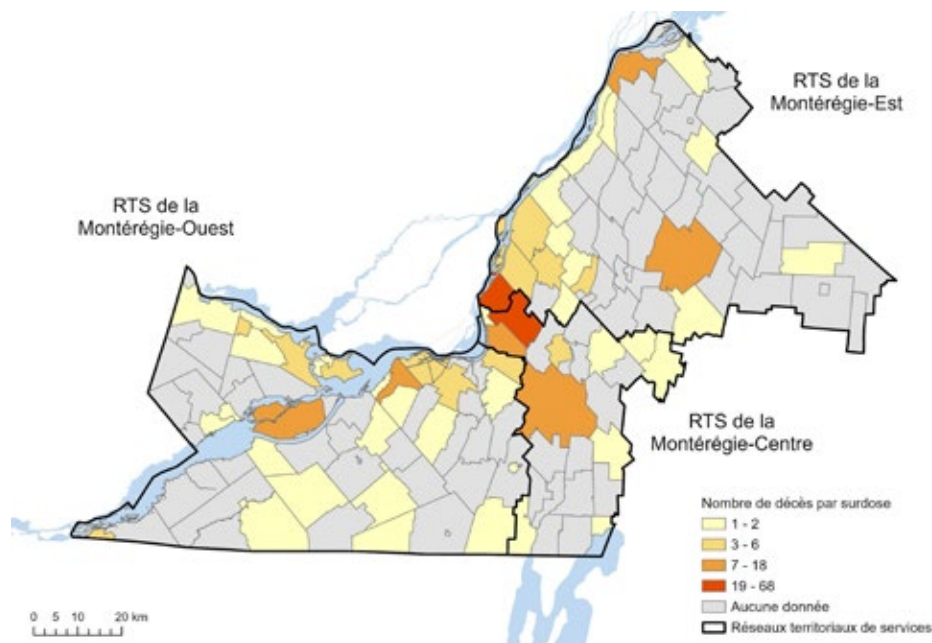 RTS de la
Montérégie-Est
RTS de la
Montérégie-Ouest
RTS de la
Montérégie-Centre
Nombre de décès par surdose
1 - 2
3 - 6
7 - 18
19 - 68
Aucune donnée
Réseaux territoriaux de services
0 5 10 20 km